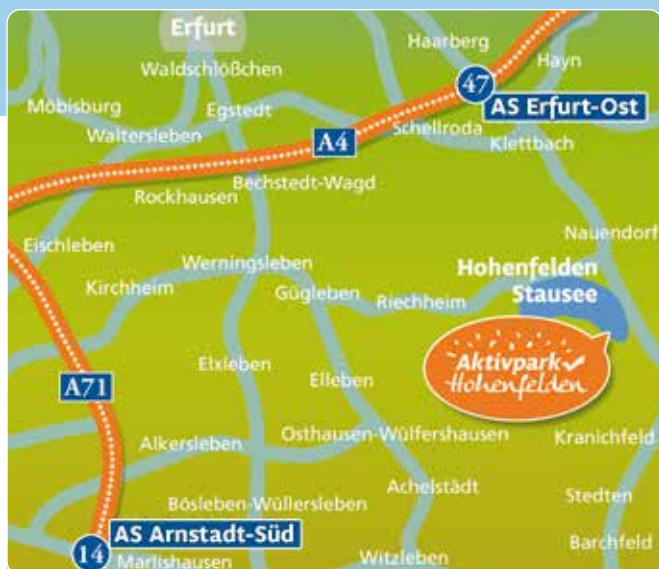 Erfurt
Haarberg
Hayn
Waldschlößchen
47
AS Erfurt-Ost
Möbisburg
Egstedt
Waltersleben
Schellroda
A4
Klettbach
Bechstedt-Wagd
Rockhausen
Nauendorf
Eischleben
Werningsleben
Hohenfelden
Stausee
Kirchheim
Gügleben
Riechheim
Aktivpark
Hohenfelden
Elxleben
Elleben
A71
Alkersleben
Osthausen-Wülfershausen
Kranichfeld
Achelstädt
Stedten
Bösleben-Wüllersleben
AS Arnstadt-Süd
14
Marlishausen
Witzleben
Barchfeld